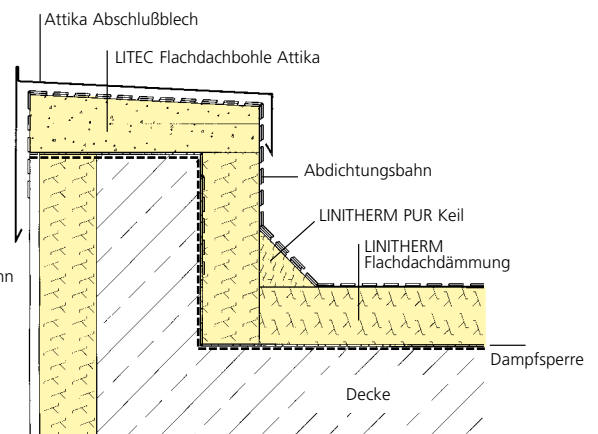 Attika Abschlußblech
LITEC Flachdachbohle Attika
Abdichtungsbahn
LINITHERM PUR Keil
LINITHERM
Flachdachdämmung
Dampfsperre
Decke